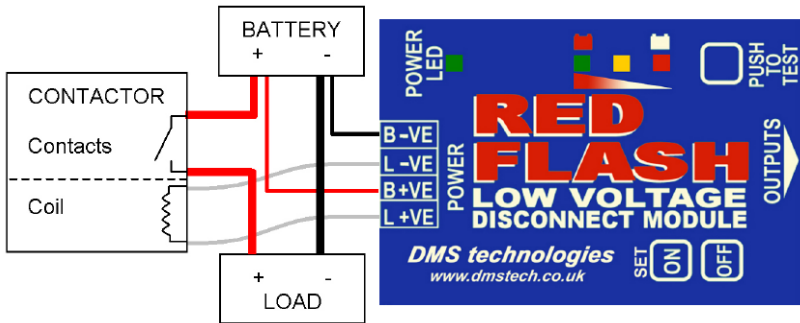 BATTERY
+ -
CONTACTOR
Contacts
Coil
+ -
LOAD
POWER LED
PUSH TO TEST
B -VE
L -VE
B +VE
L +VE
POWER
RED
FLASH
LOW VOLTAGE
DISCONNECT MODULE
OUTPUTS
DMS technologies
www.dmstech.co.uk
SET
ON
OFF